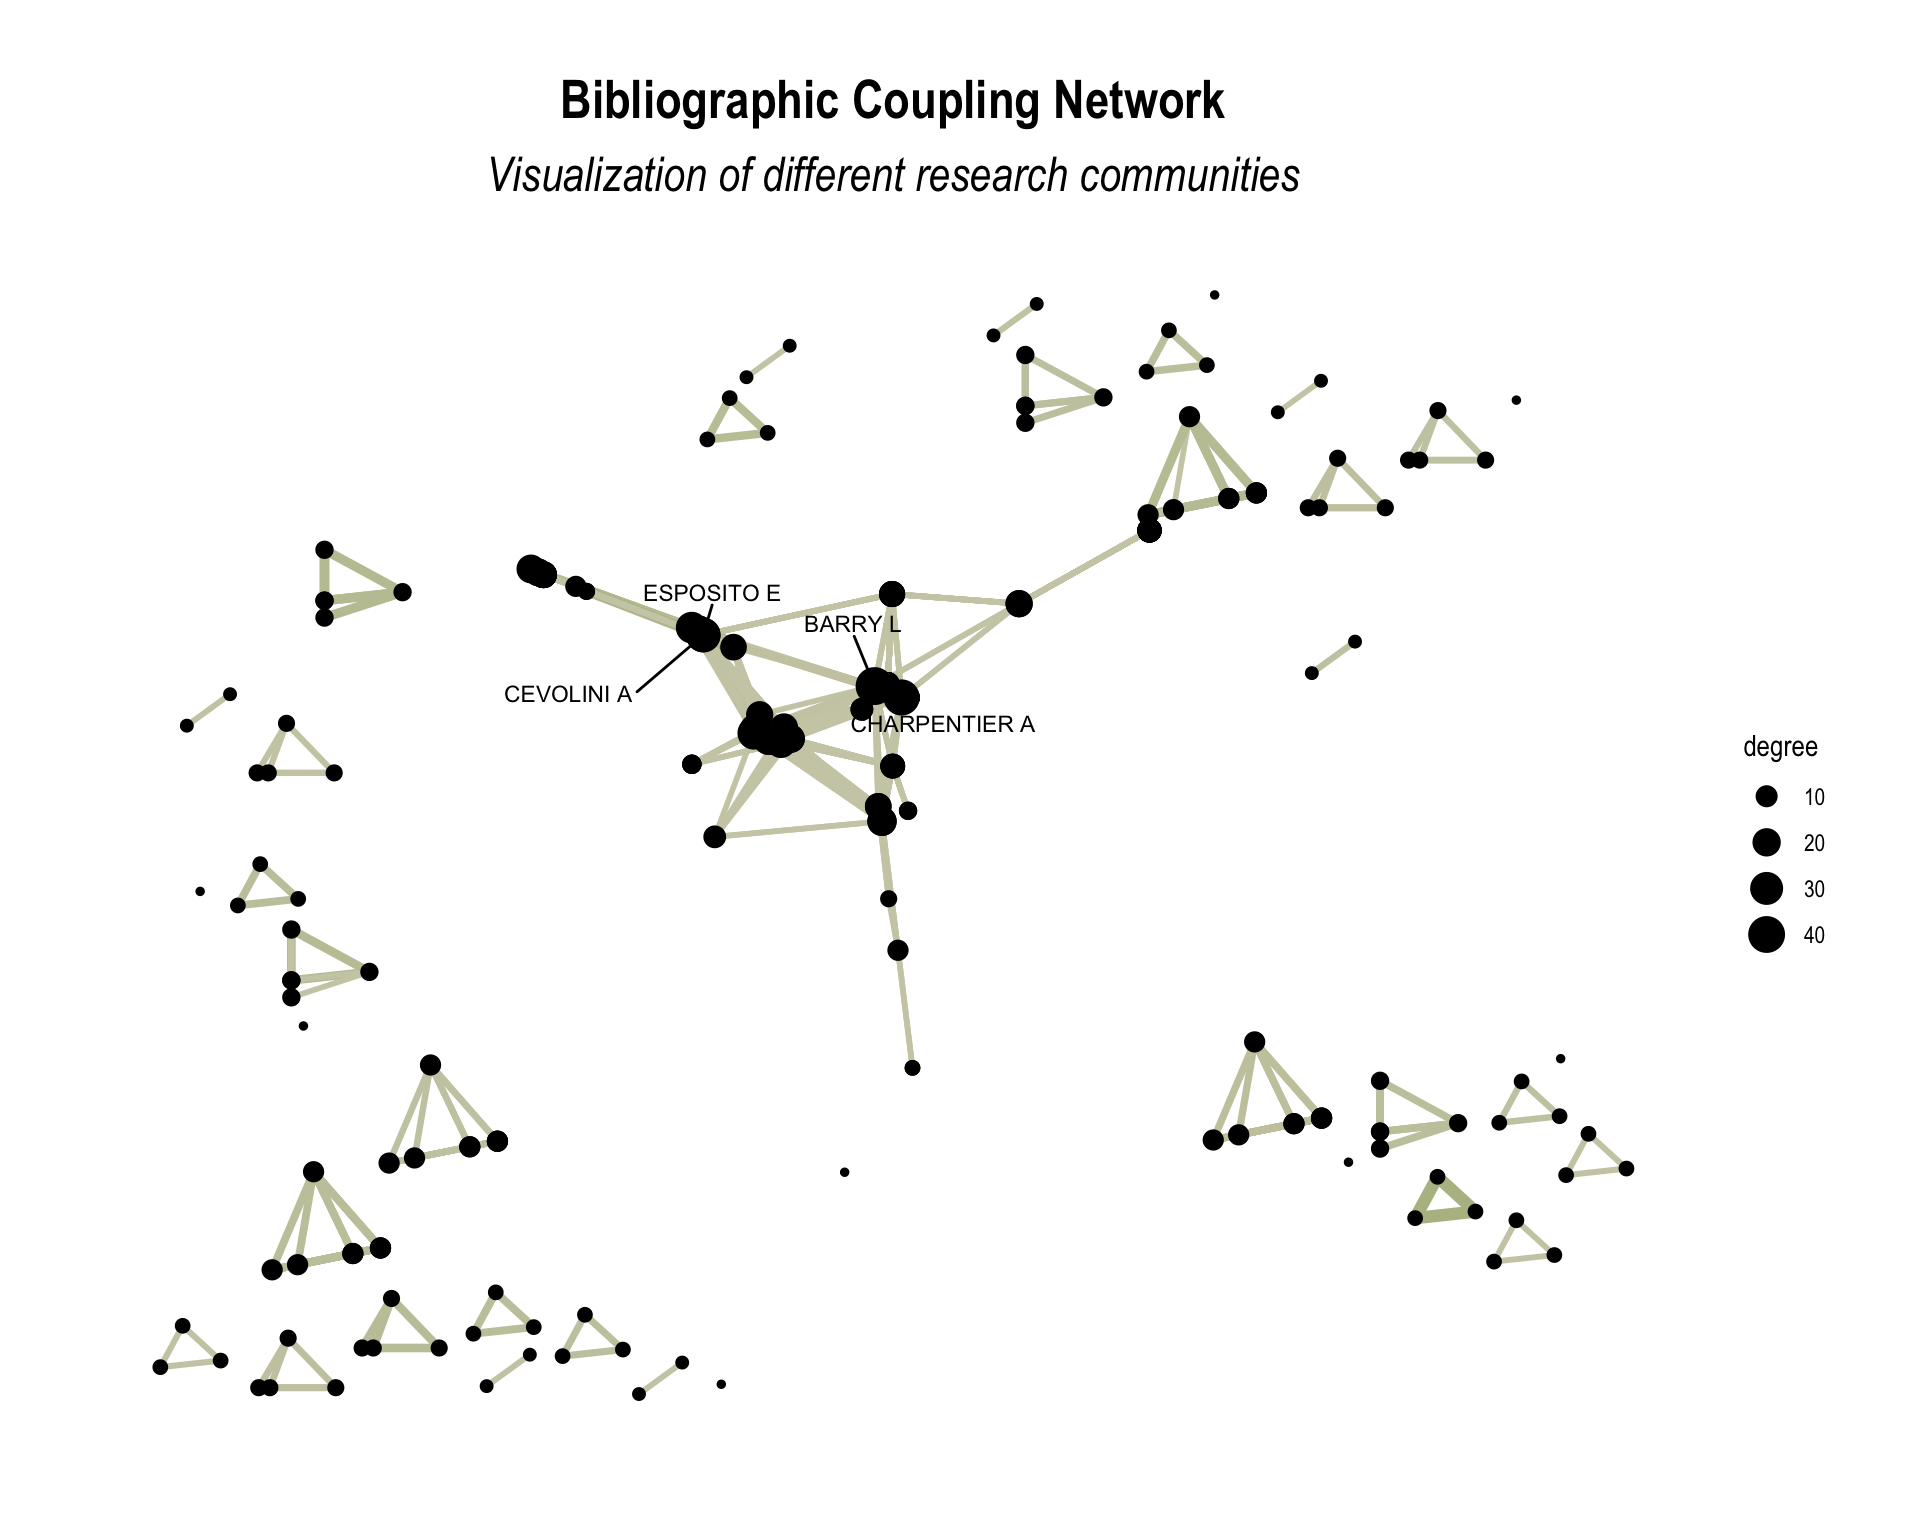 Bibliographic Coupling Network
Visualization of different research communities
ESPOSITO E
BARRY L
CEVOLINI A
CHARPENTIER A
degree
10
20
30
40